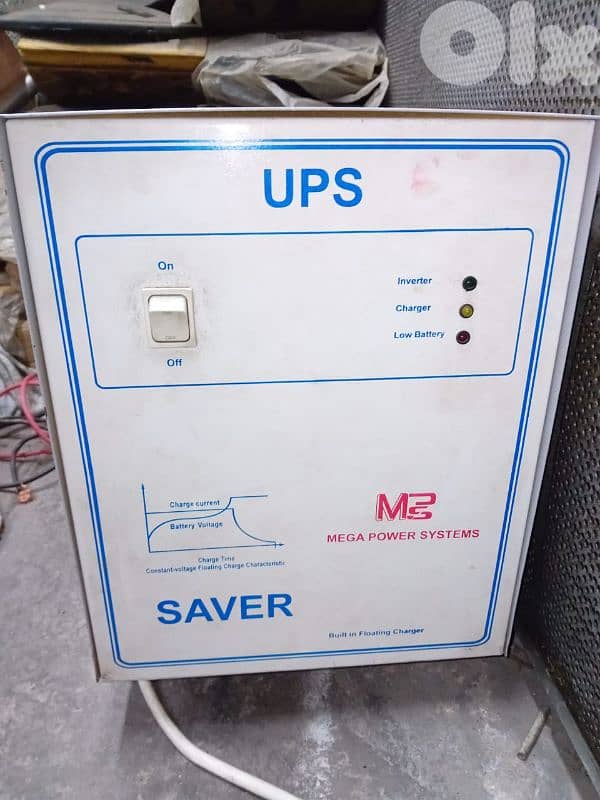 Olx
UPS
On
Off
Inverter
Charger
Low Battery
Charge current
Battery Voltage
Charge Time
Constant-voltage Floating Charge Characteristic
MPS
MEGA POWER SYSTEMS
SAVER
Built in Floating Charger